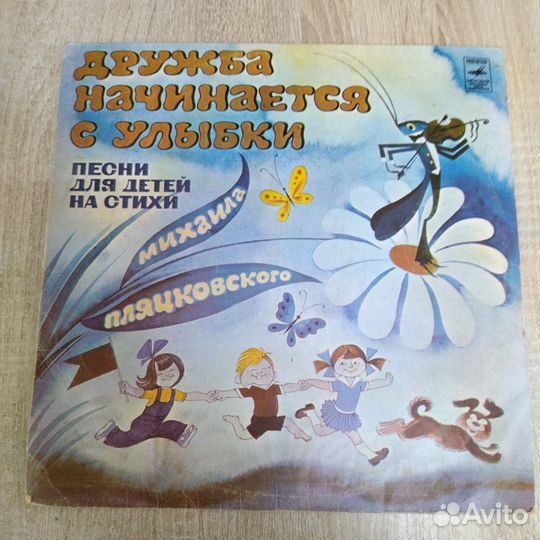 ДРУЖБА
НАЧИНАЕТСЯ
С УЛЫБКИ
ПЕСНИ
ДЛЯ ДЕТЕЙ
НА СТИХИ
МИХАИЛА
ПЛЯЦКОВСКОГО
Avito